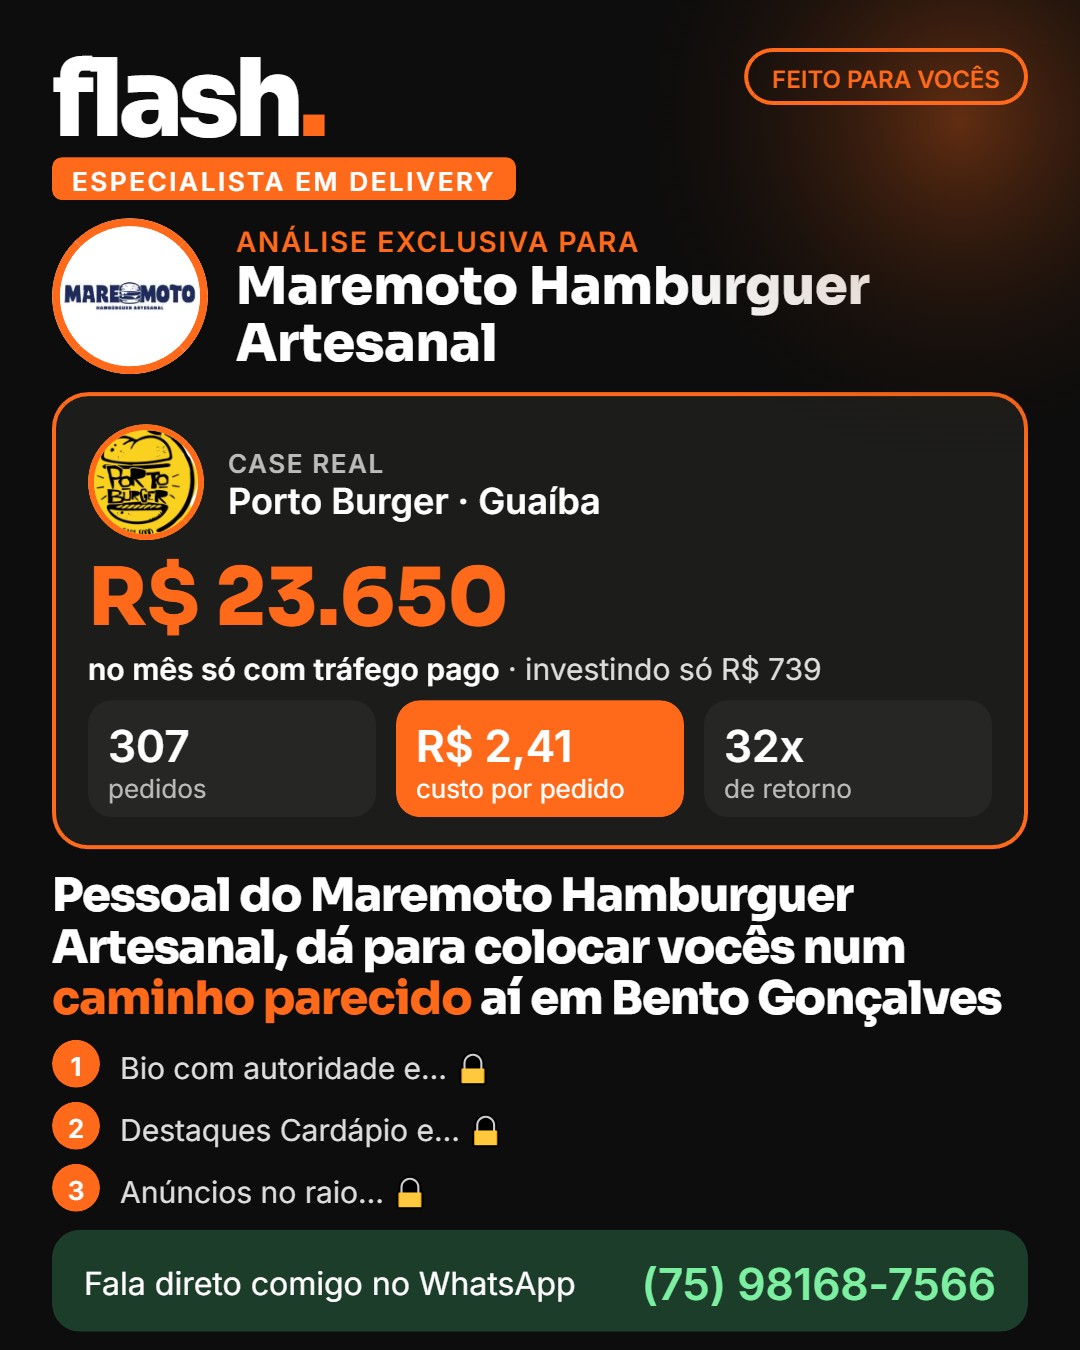 flash.
FEITO PARA VOCÊS
ESPECIALISTA EM DELIVERY
MAREMOTO
HAMBÚRGUER ARTESANAL
ANÁLISE EXCLUSIVA PARA
Maremoto Hamburguer
Artesanal
PORTO
BURGER
CASE REAL
Porto Burger · Guaíba
R$ 23.650
no mês só com tráfego pago · investindo só R$ 739
307
pedidos
R$ 2,41
custo por pedido
32x
de retorno
Pessoal do Maremoto Hamburguer
Artesanal, dá para colocar vocês num
caminho parecido aí em Bento Gonçalves
1 Bio com autoridade e... 🔒
2 Destaques Cardápio e... 🔒
3 Anúncios no raio... 🔒
Fala direto comigo no WhatsApp (75) 98168-7566